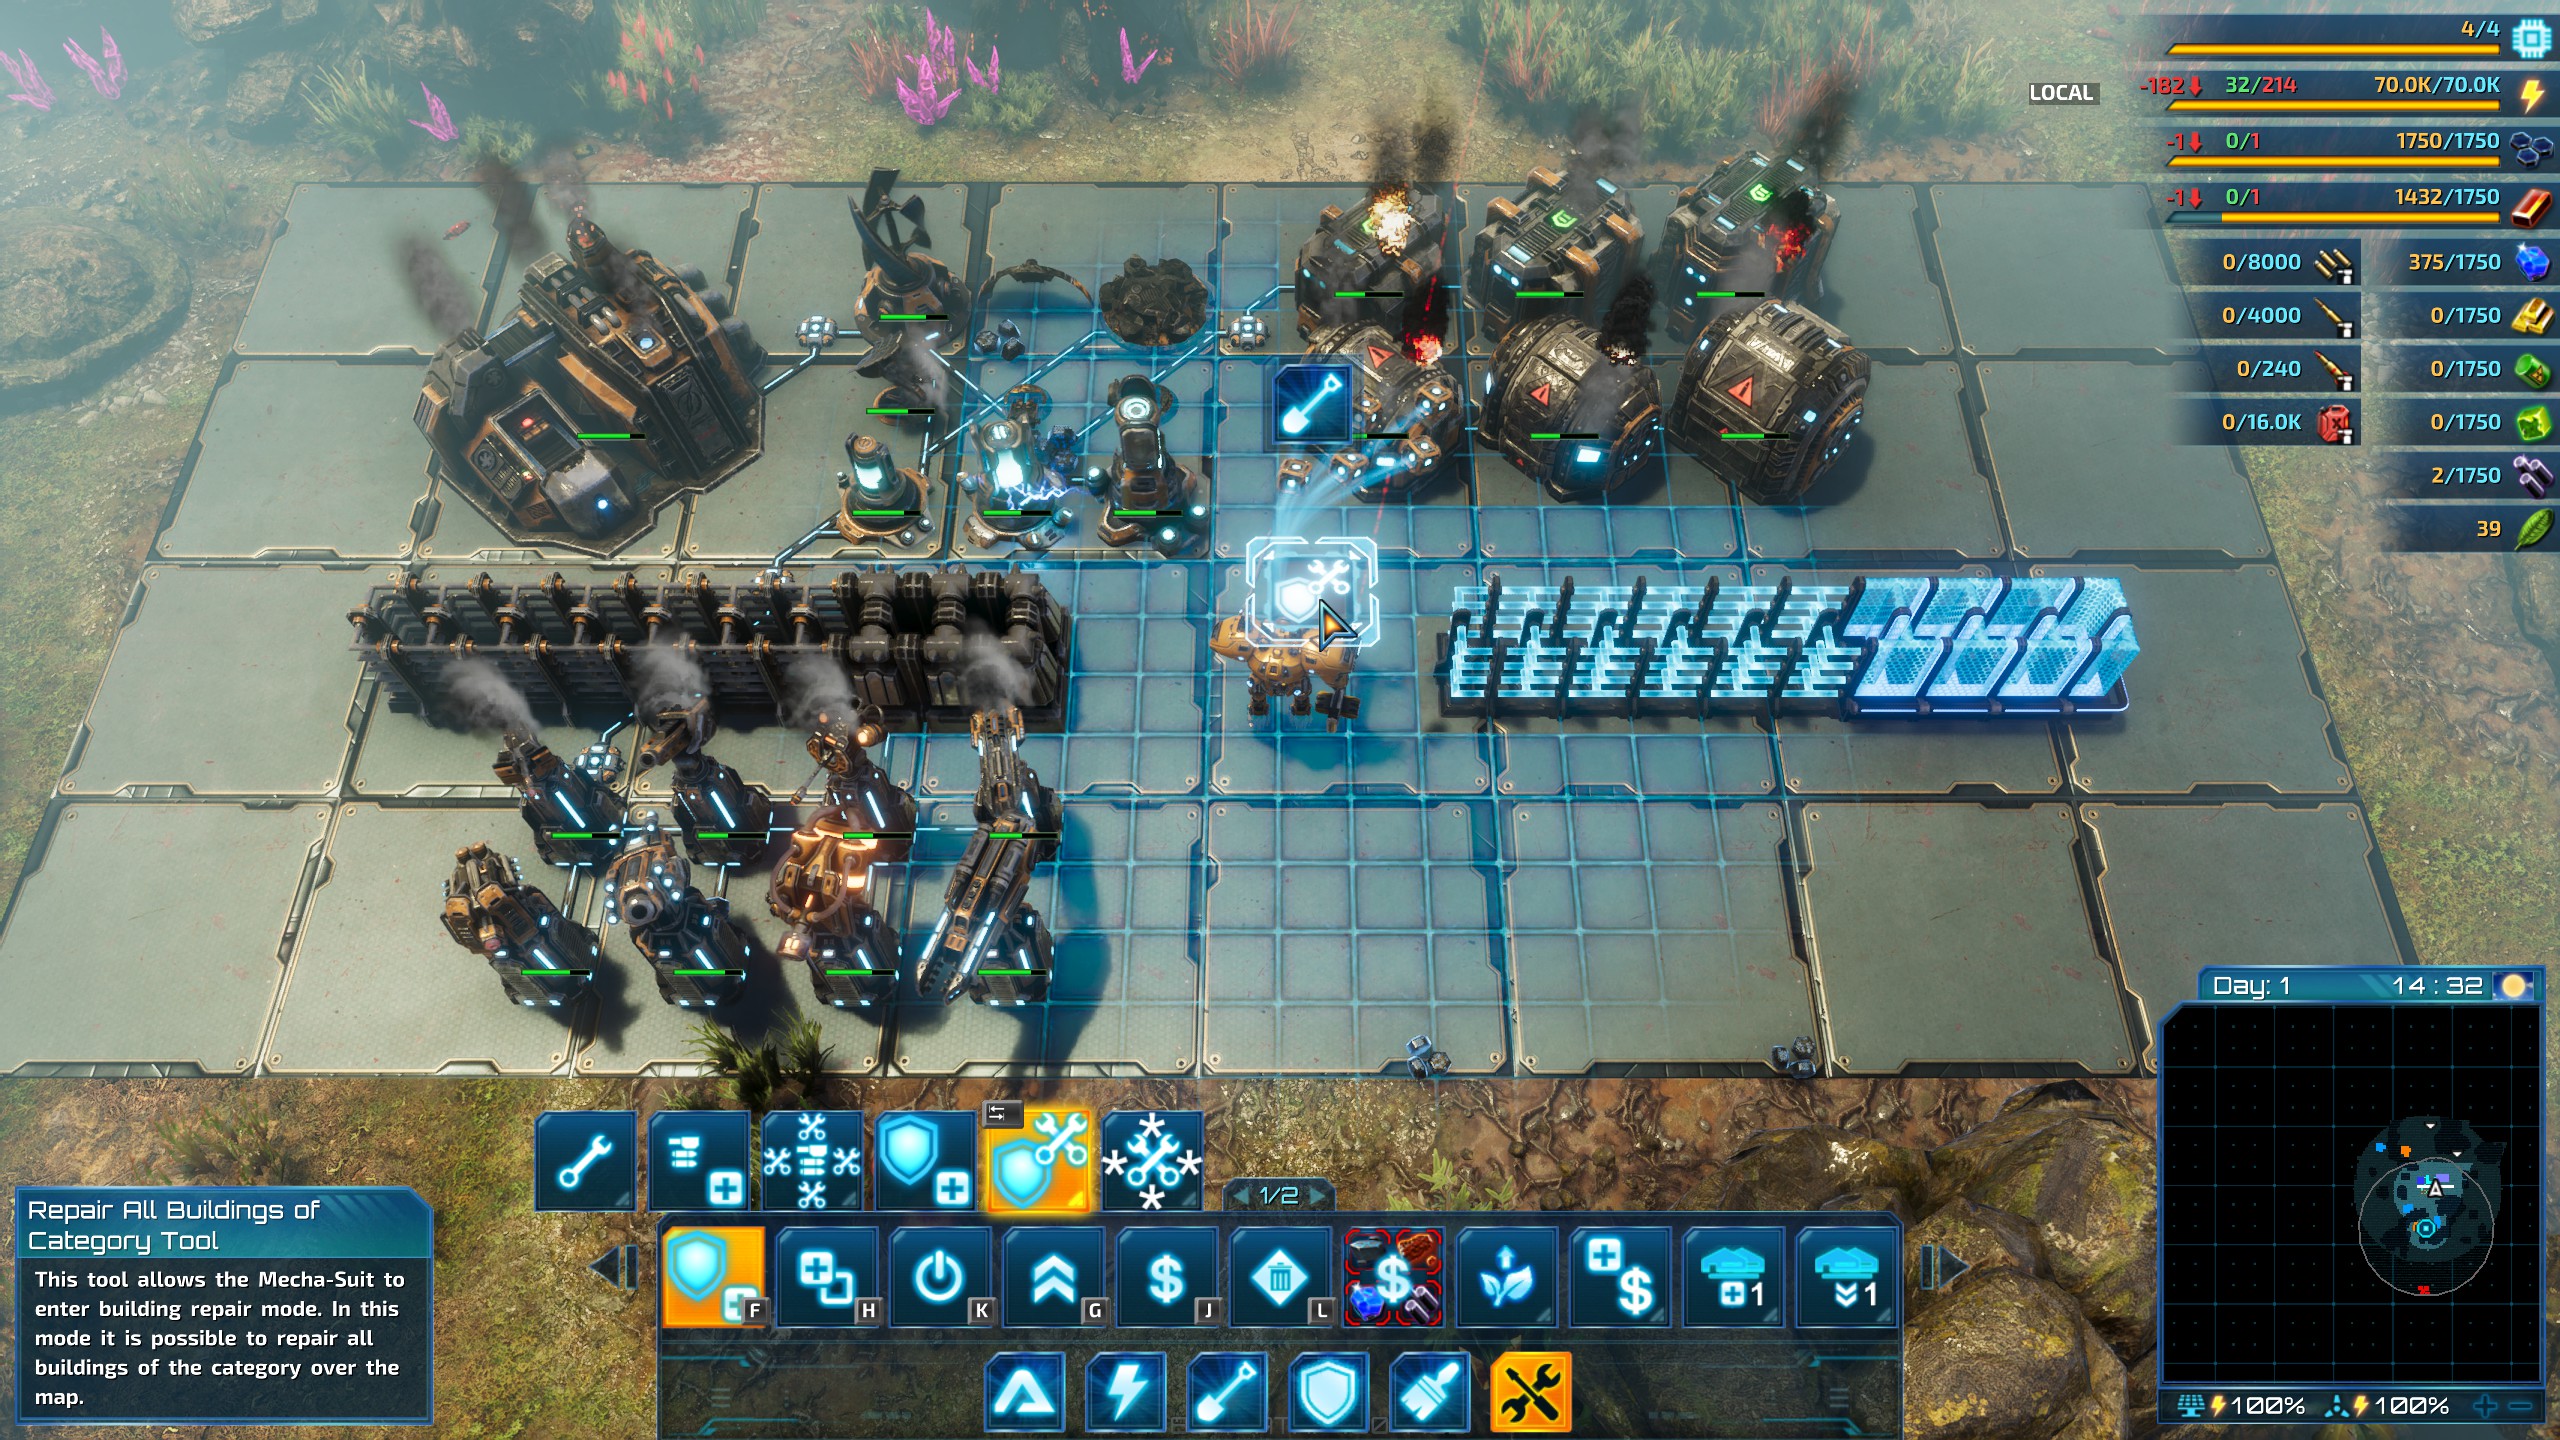 4/4
LOCAL
-182 32/214 70.0K/70.0K
-1 0/1 1750/1750
-1 0/1 1432/1750
0/8000 375/1750
0/4000 0/1750
0/240 0/1750
0/16.0K 0/1750
2/1750
39
Day: 1 14:32
1/2
Repair All Buildings of
Category Tool
This tool allows the Mecha-Suit to
enter building repair mode. In this
mode it is possible to repair all
buildings of the category over the
map.
F H K G J L 1 1
100% 100%